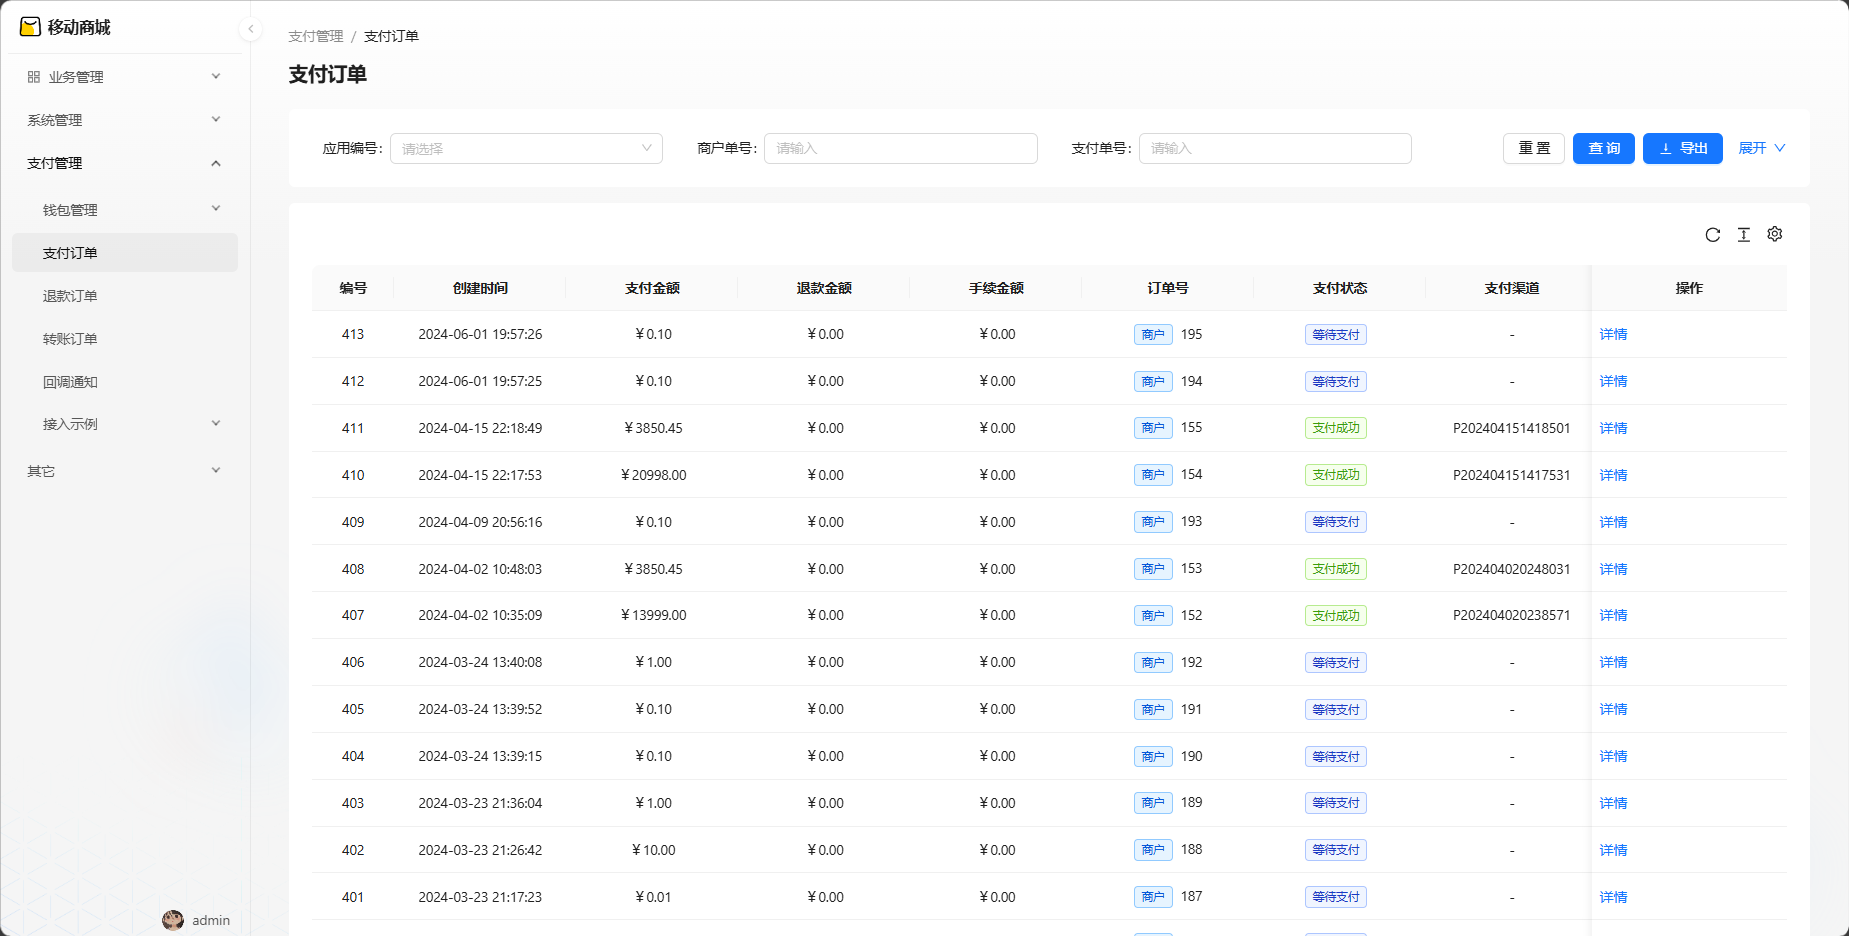 移动商城
业务管理
系统管理
支付管理
钱包管理
支付订单
退款订单
转账订单
回调通知
接入示例
其它
admin
支付管理 / 支付订单
支付订单
应用编号: 请选择 商户单号: 请输入 支付单号: 请输入 重置 查询 导出 展开
编号 创建时间 支付金额 退款金额 手续金额 订单号 支付状态 支付渠道 操作
413 2024-06-01 19:57:26 ￥0.10 ￥0.00 ￥0.00 商户 195 等待支付 - 详情
412 2024-06-01 19:57:25 ￥0.10 ￥0.00 ￥0.00 商户 194 等待支付 - 详情
411 2024-04-15 22:18:49 ￥3850.45 ￥0.00 ￥0.00 商户 155 支付成功 P202404151418501 详情
410 2024-04-15 22:17:53 ￥20998.00 ￥0.00 ￥0.00 商户 154 支付成功 P202404151417531 详情
409 2024-04-09 20:56:16 ￥0.10 ￥0.00 ￥0.00 商户 193 等待支付 - 详情
408 2024-04-02 10:48:03 ￥3850.45 ￥0.00 ￥0.00 商户 153 支付成功 P202404020248031 详情
407 2024-04-02 10:35:09 ￥13999.00 ￥0.00 ￥0.00 商户 152 支付成功 P202404020238571 详情
406 2024-03-24 13:40:08 ￥1.00 ￥0.00 ￥0.00 商户 192 等待支付 - 详情
405 2024-03-24 13:39:52 ￥0.10 ￥0.00 ￥0.00 商户 191 等待支付 - 详情
404 2024-03-24 13:39:15 ￥0.10 ￥0.00 ￥0.00 商户 190 等待支付 - 详情
403 2024-03-23 21:36:04 ￥1.00 ￥0.00 ￥0.00 商户 189 等待支付 - 详情
402 2024-03-23 21:26:42 ￥10.00 ￥0.00 ￥0.00 商户 188 等待支付 - 详情
401 2024-03-23 21:17:23 ￥0.01 ￥0.00 ￥0.00 商户 187 等待支付 - 详情